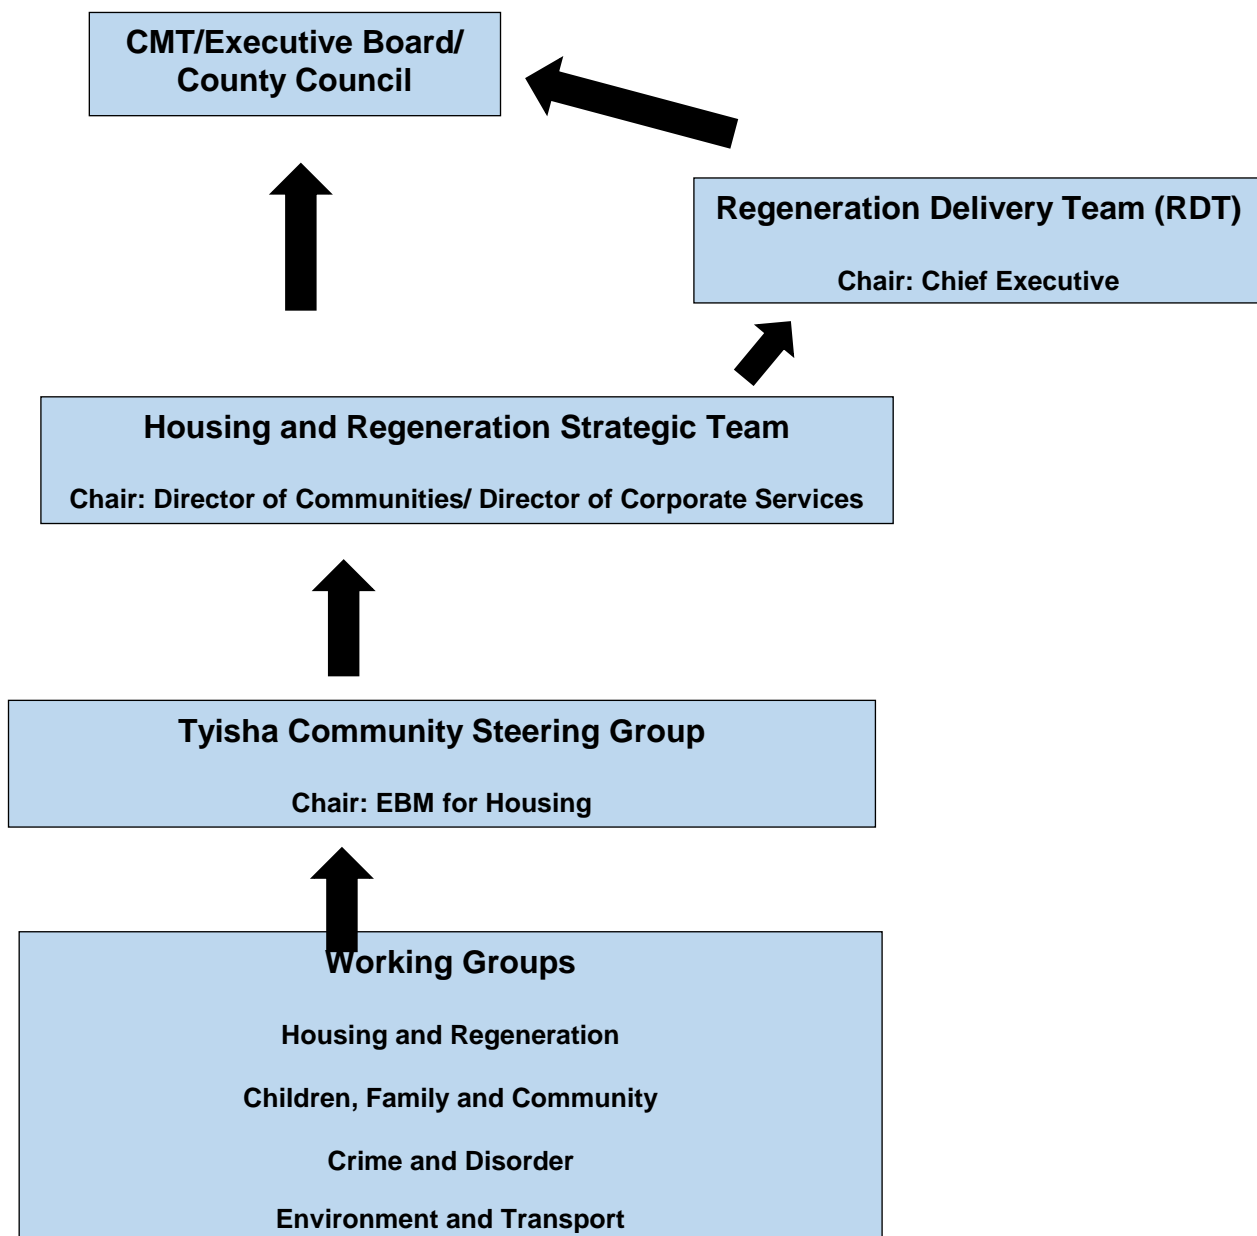 CMT/Executive Board/
County Council
Regeneration Delivery Team (RDT)
Chair: Chief Executive
Housing and Regeneration Strategic Team
Chair: Director of Communities/ Director of Corporate Services
Tyisha Community Steering Group
Chair: EBM for Housing
Working Groups
Housing and Regeneration
Children, Family and Community
Crime and Disorder
Environment and Transport